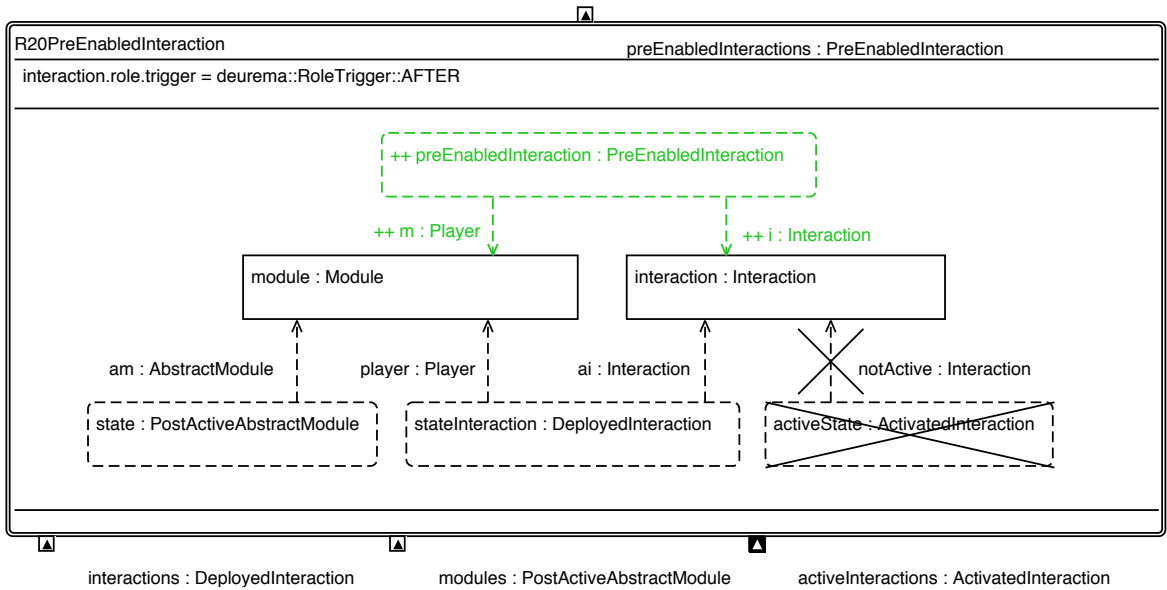 R20PreEnabledInteraction
preEnabledInteractions : PreEnabledInteraction
interaction.role.trigger = deurema::RoleTrigger::AFTER
++ preEnabledInteraction : PreEnabledInteraction
++ m : Player
++ i : Interaction
module : Module
interaction : Interaction
am : AbstractModule
player : Player
ai : Interaction
notActive : Interaction
state : PostActiveAbstractModule
stateInteraction : DeployedInteraction
activeState : ActivatedInteraction
interactions : DeployedInteraction
modules : PostActiveAbstractModule
activeInteractions : ActivatedInteraction